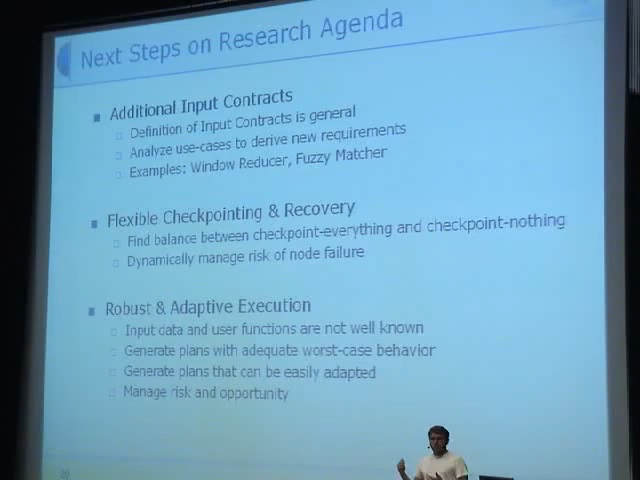 Next Steps on Research Agenda
Additional Input Contracts
Definition of Input Contracts is general
Analyze use-cases to derive new requirements
Examples: Window Reducer, Fuzzy Matcher
Flexible Checkpointing & Recovery
Find balance between checkpoint-everything and checkpoint-nothing
Dynamically manage risk of node failure
Robust & Adaptive Execution
Input data and user functions are not well known
Generate plans with adequate worst-case behavior
Generate plans that can be easily adapted
Manage risk and opportunity